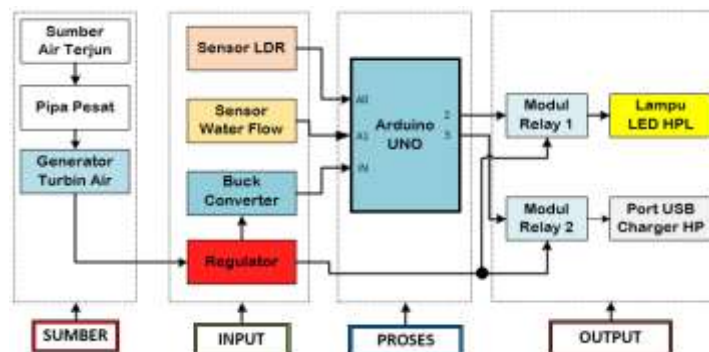 Sumber
Air Terjun
Pipa Pesat
Generator
Turbin Air
SUMBER
Sensor LDR
Sensor
Water Flow
Buck
Converter
Regulator
INPUT
A0
IN
Arduino
UNO
2
PROSES
Modul
Relay 1
Lampu
LED HPL
Modul
Relay 2
Port USB
Charger HP
OUTPUT